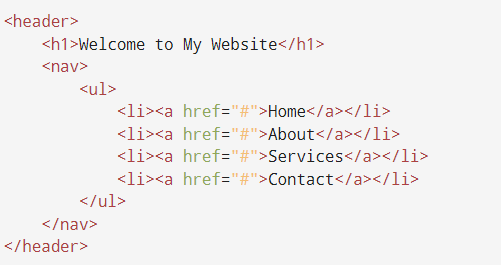 <header>
    <h1>Welcome to My Website</h1>
    <nav>
        <ul>
            <li><a href="#">Home</a></li>
            <li><a href="#">About</a></li>
            <li><a href="#">Services</a></li>
            <li><a href="#">Contact</a></li>
        </ul>
    </nav>
</header>